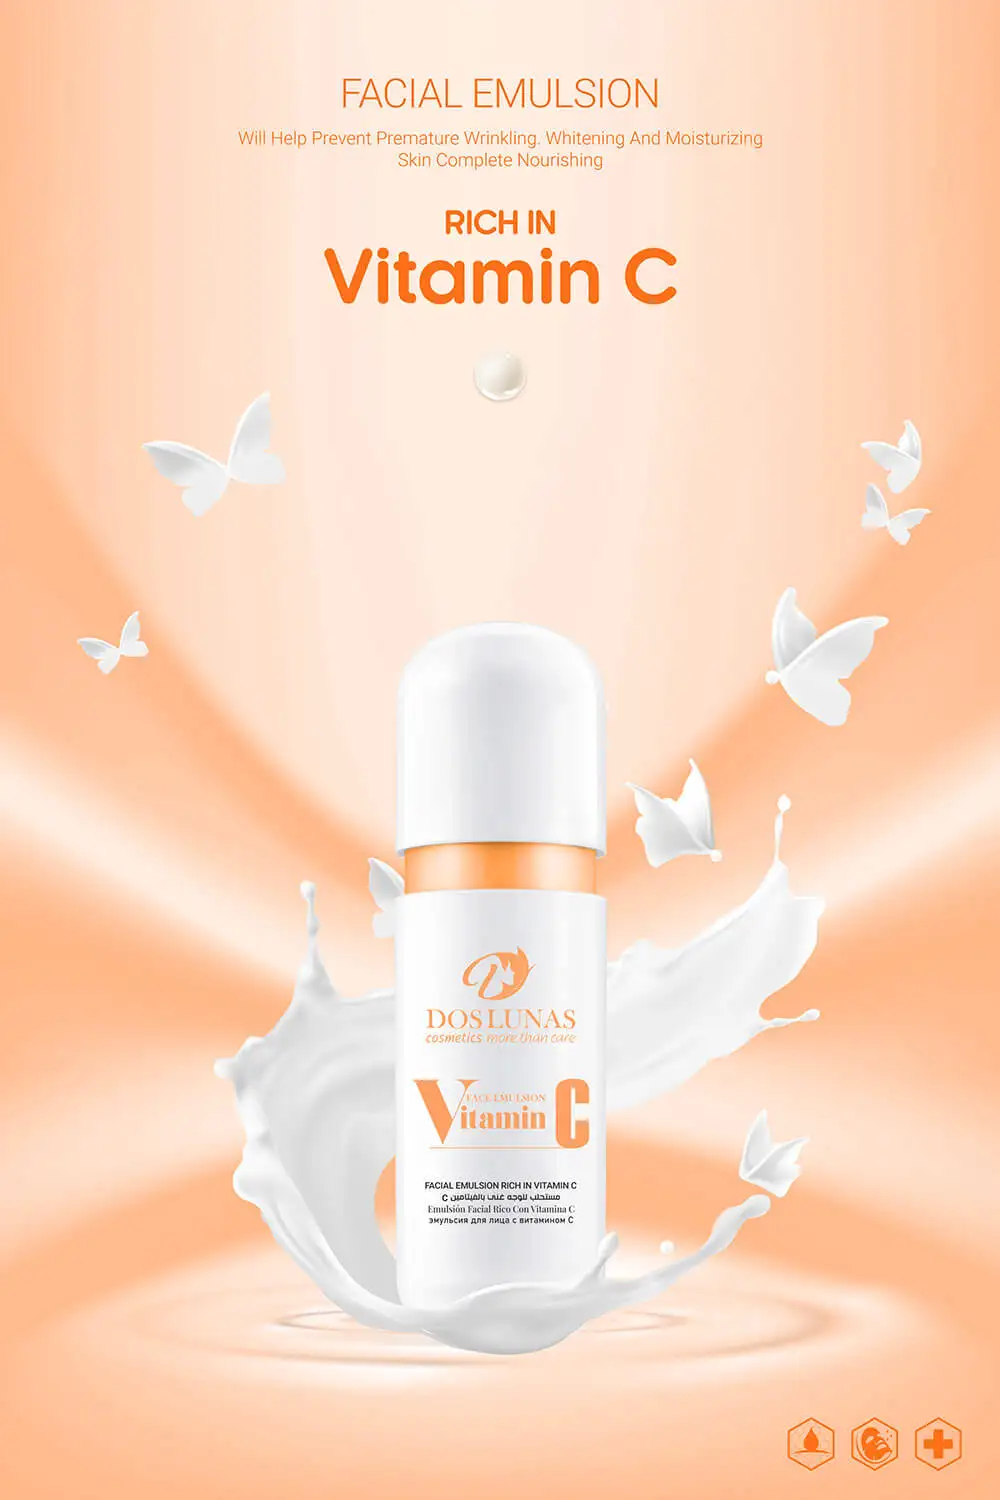 FACIAL EMULSION
Will Help Prevent Premature Wrinkling. Whitening And Moisturizing
Skin Complete Nourishing
RICH IN
Vitamin C
DOS LUNAS
cosmetics more than care
FACE EMULSION
Vitamin C
FACIAL EMULSION RICH IN VITAMIN C
مستحلب للوجه غني بالفيتامين C
Emulsión Facial Rico Con Vitamina C
эмульсия для лица с витамином C